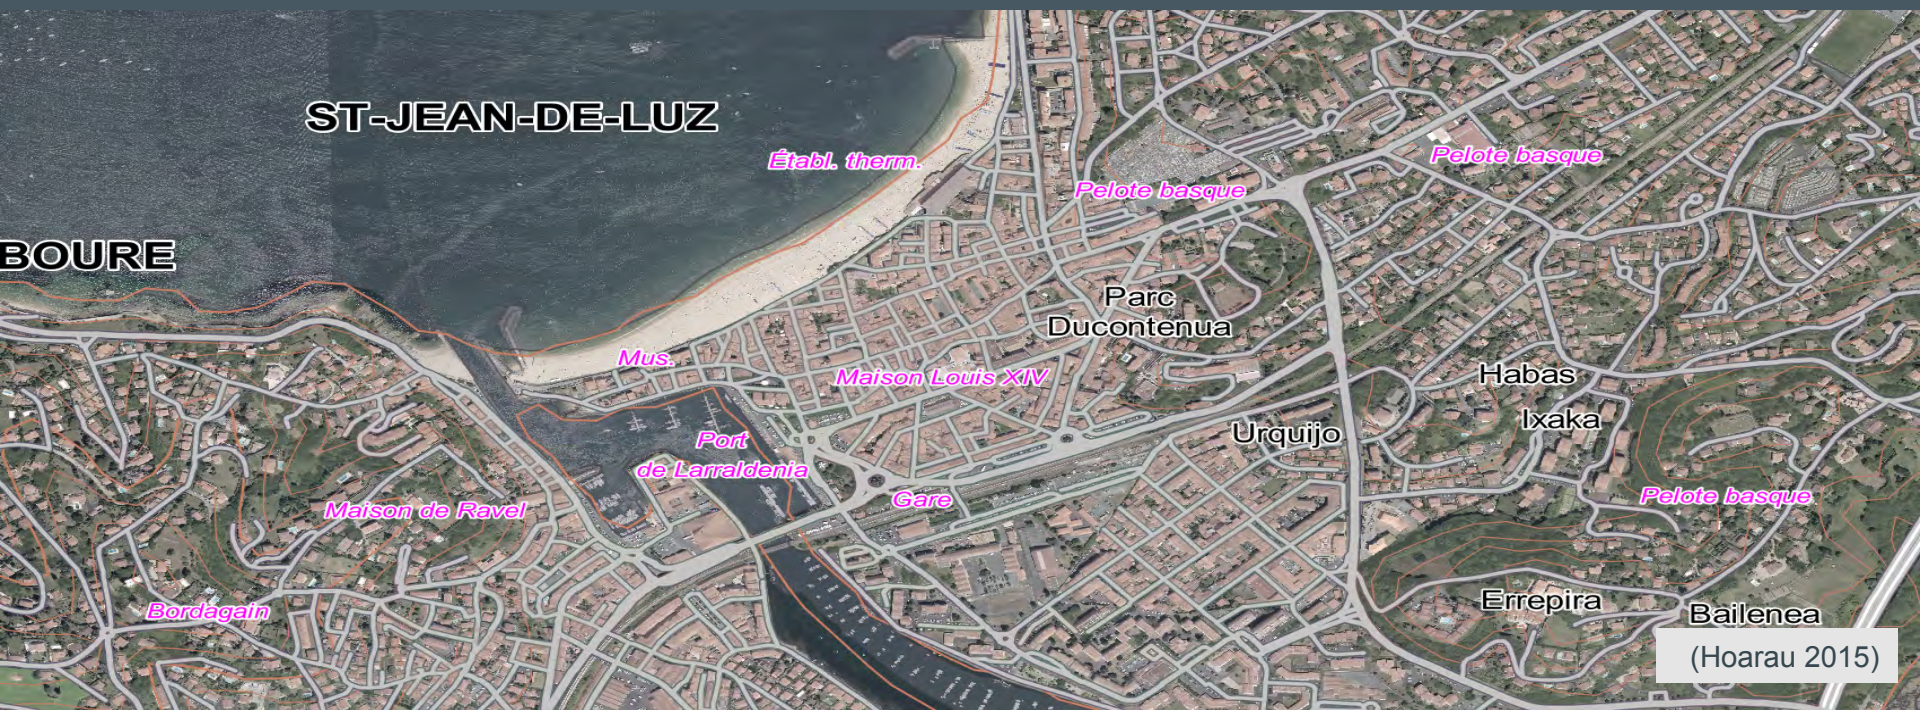 ST-JEAN-DE-LUZ
Établ. therm.
Pelote basque
Pelote basque
BOURE
Parc
Ducontenua
Mus.
Maison Louis XIV
Habas
Ixaka
Urquijo
Port
de Larraldenia
Gare
Maison de Ravel
Pelote basque
Bordagain
Errepira
Bailenea
(Hoarau 2015)